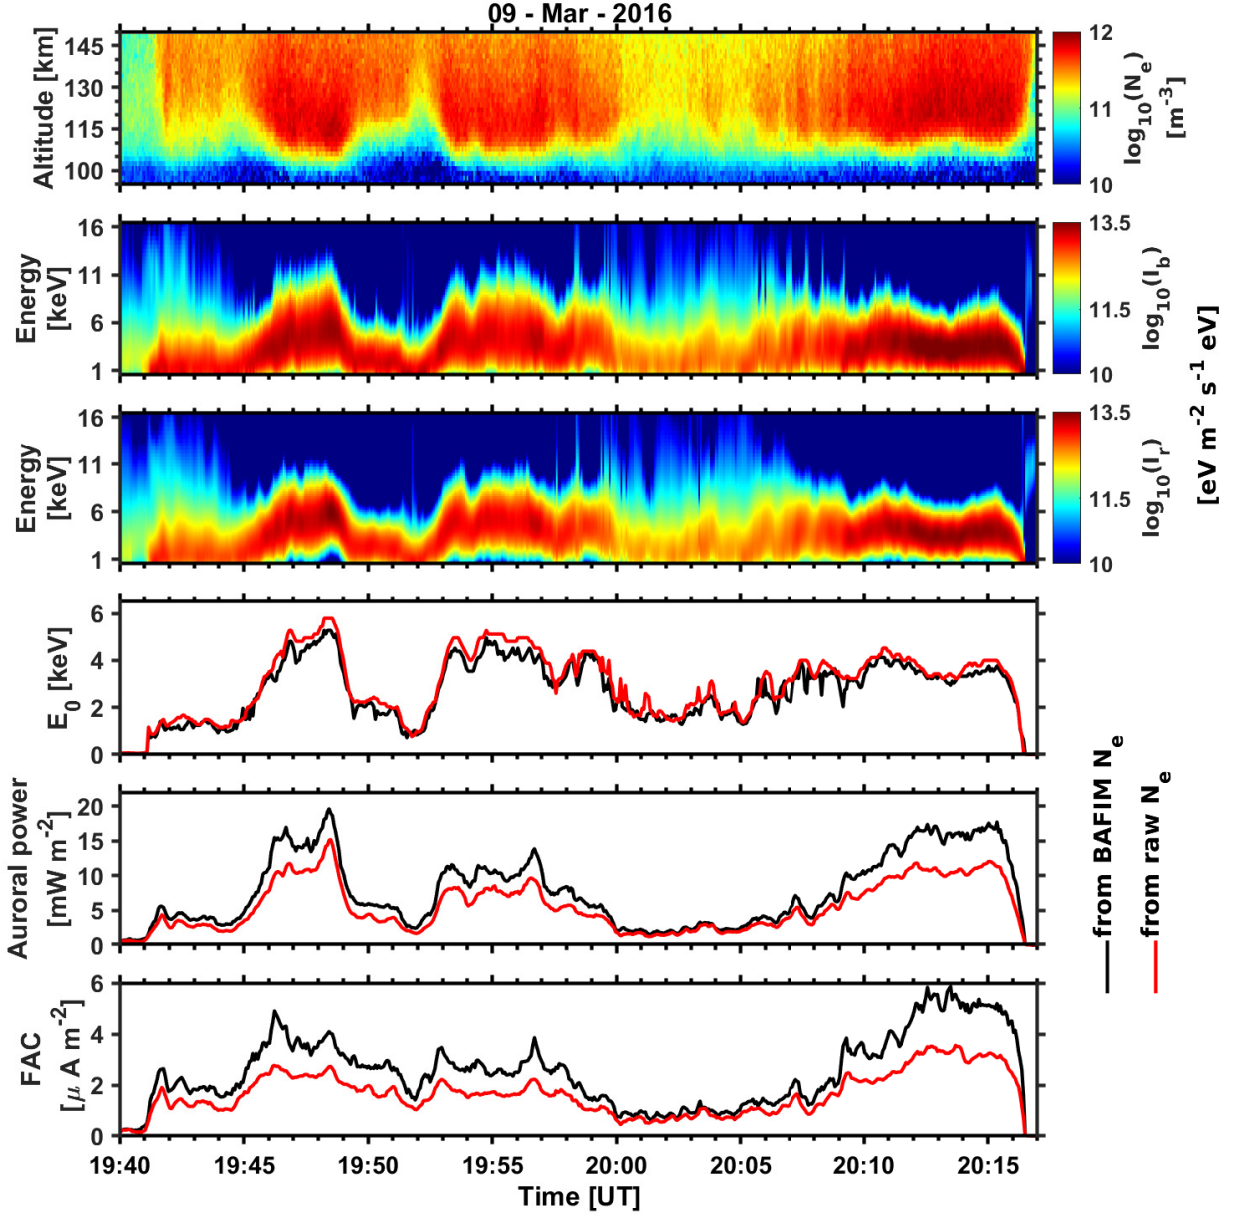 09 - Mar - 2016
Altitude [km]
145
130
115
100
12
11
10
log10(Ne)
[m-3]
Energy
[keV]
16
11
6
1
13.5
11.5
10
log10(Ib)
Energy
[keV]
16
11
6
1
13.5
11.5
10
log10(Ir)
[eV m-2 s-1 eV]
E0 [keV]
6
4
2
0
Auroral power
[mW m-2]
20
15
10
5
0
FAC
[μ A m-2]
6
4
2
0
from BAFIM Ne
from raw Ne
19:40 19:45 19:50 19:55 20:00 20:05 20:10 20:15
Time [UT]